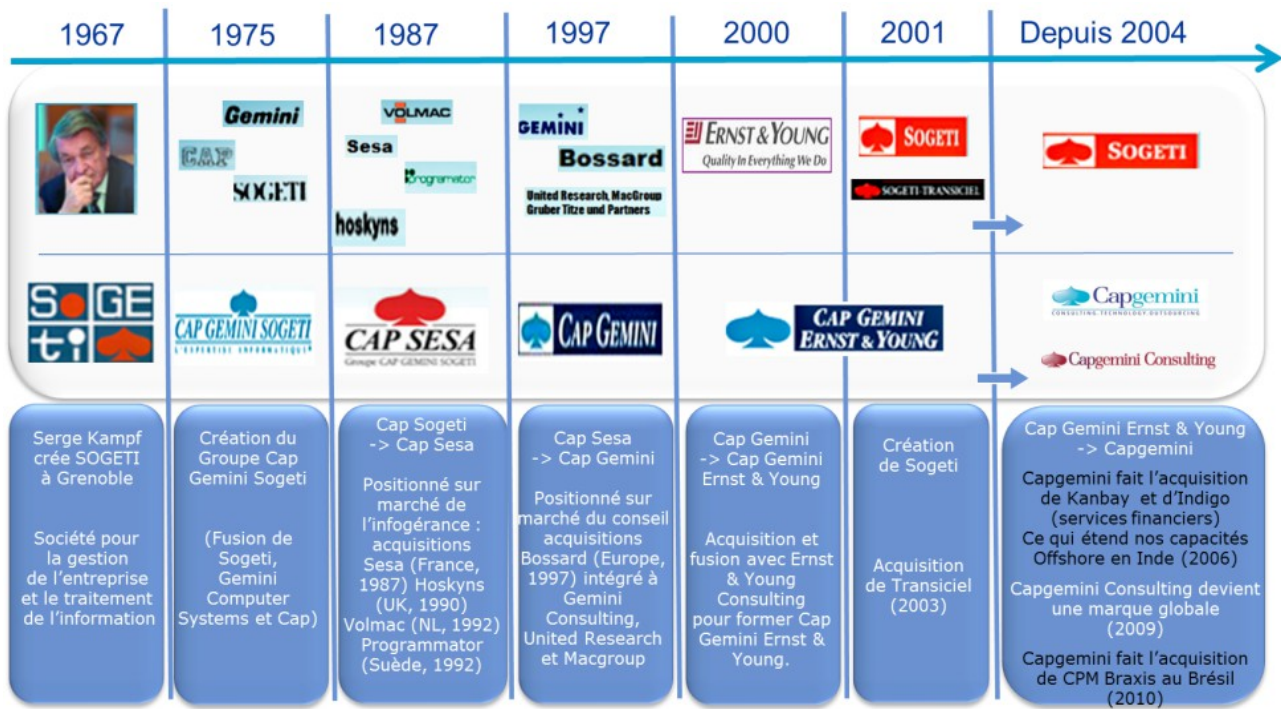 1967
1975
1987
1997
2000
2001
Depuis 2004
Gemini
CAP
SOGETI
VOLMAC
Sesa
Programator
hoskyns
GEMINI
Bossard
United Research, MacGroup
Gruber Titze und Partners
ERNST & YOUNG
Quality In Everything We Do
SOGETI
SOGETI-TRANSICIEL
SOGETI
SOGETI
CAP GEMINI SOGETI
L'EXPERTISE INFORMATIQUE
CAP SESA
Groupe CAP GEMINI SOGETI
CAP GEMINI
CAP GEMINI
ERNST & YOUNG
Capgemini
CONSULTING.TECHNOLOGY.OUTSOURCING
Capgemini Consulting
Serge Kampf
crée SOGETI
à Grenoble
Société pour
la gestion
de l'entreprise
et le traitement
de l'information
Création du
Groupe Cap
Gemini Sogeti
(Fusion de
Sogeti,
Gemini
Computer
Systems et Cap)
Cap Sogeti
-> Cap Sesa
Positionné sur
marché de
l'infogérance :
acquisitions
Sesa (France,
1987) Hoskyns
(UK, 1990)
Volmac (NL, 1992)
Programmator
(Suède, 1992)
Cap Sesa
-> Cap Gemini
Positionné sur
marché du conseil
acquisitions
Bossard (Europe,
1997) intégré à
Gemini
Consulting,
United Research
et Macgroup
Cap Gemini
-> Cap Gemini
Ernst & Young
Acquisition et
fusion avec Ernst
& Young
Consulting
pour former Cap
Gemini Ernst &
Young.
Création
de Sogeti
Acquisition
de Transiciel
(2003)
Cap Gemini Ernst & Young
-> Capgemini
Capgemini fait l'acquisition
de Kanbay et d'Indigo
(services financiers)
Ce qui étend nos capacités
Offshore en Inde (2006)
Capgemini Consulting devient
une marque globale
(2009)
Capgemini fait l'acquisition
de CPM Braxis au Brésil
(2010)